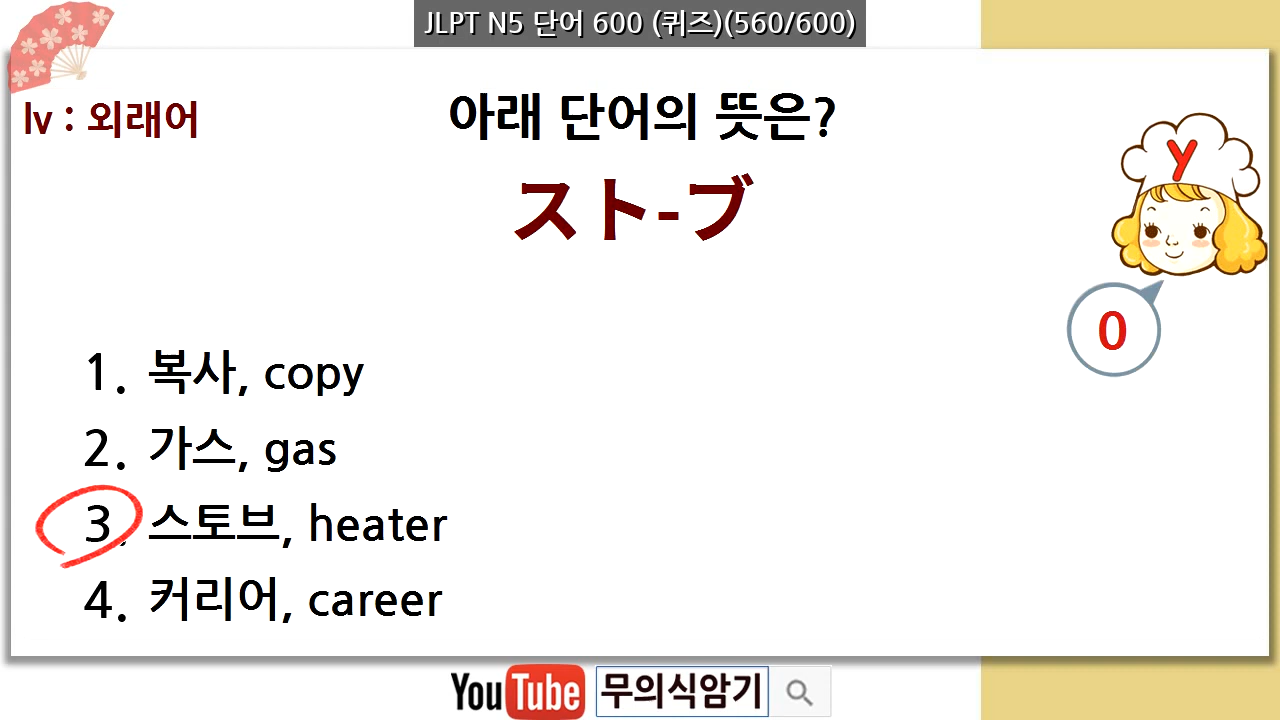 JLPT N5 단어 600 (퀴즈)(560/600)
lv : 외래어
아래 단어의 뜻은?
スト-ブ
Y
0
1. 복사, copy
2. 가스, gas
3. 스토브, heater
4. 커리어, career
YouTube 무의식암기